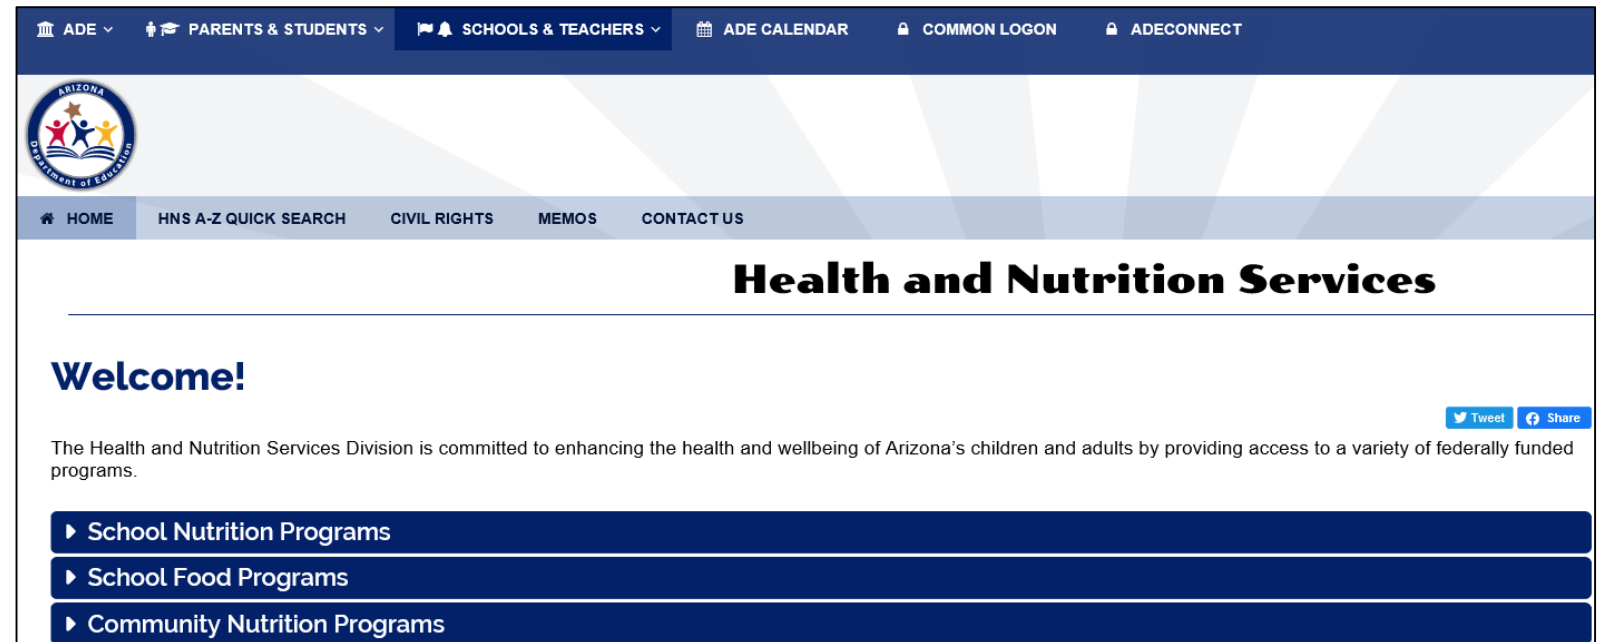 ADE
PARENTS & STUDENTS
SCHOOLS & TEACHERS
ADE CALENDAR
COMMON LOGON
ADECONNECT
ARIZONA
Department of Education
HOME
HNS A-Z QUICK SEARCH
CIVIL RIGHTS
MEMOS
CONTACT US
Health and Nutrition Services
Welcome!
Tweet
Share
The Health and Nutrition Services Division is committed to enhancing the health and wellbeing of Arizona’s children and adults by providing access to a variety of federally funded
programs.
School Nutrition Programs
School Food Programs
Community Nutrition Programs